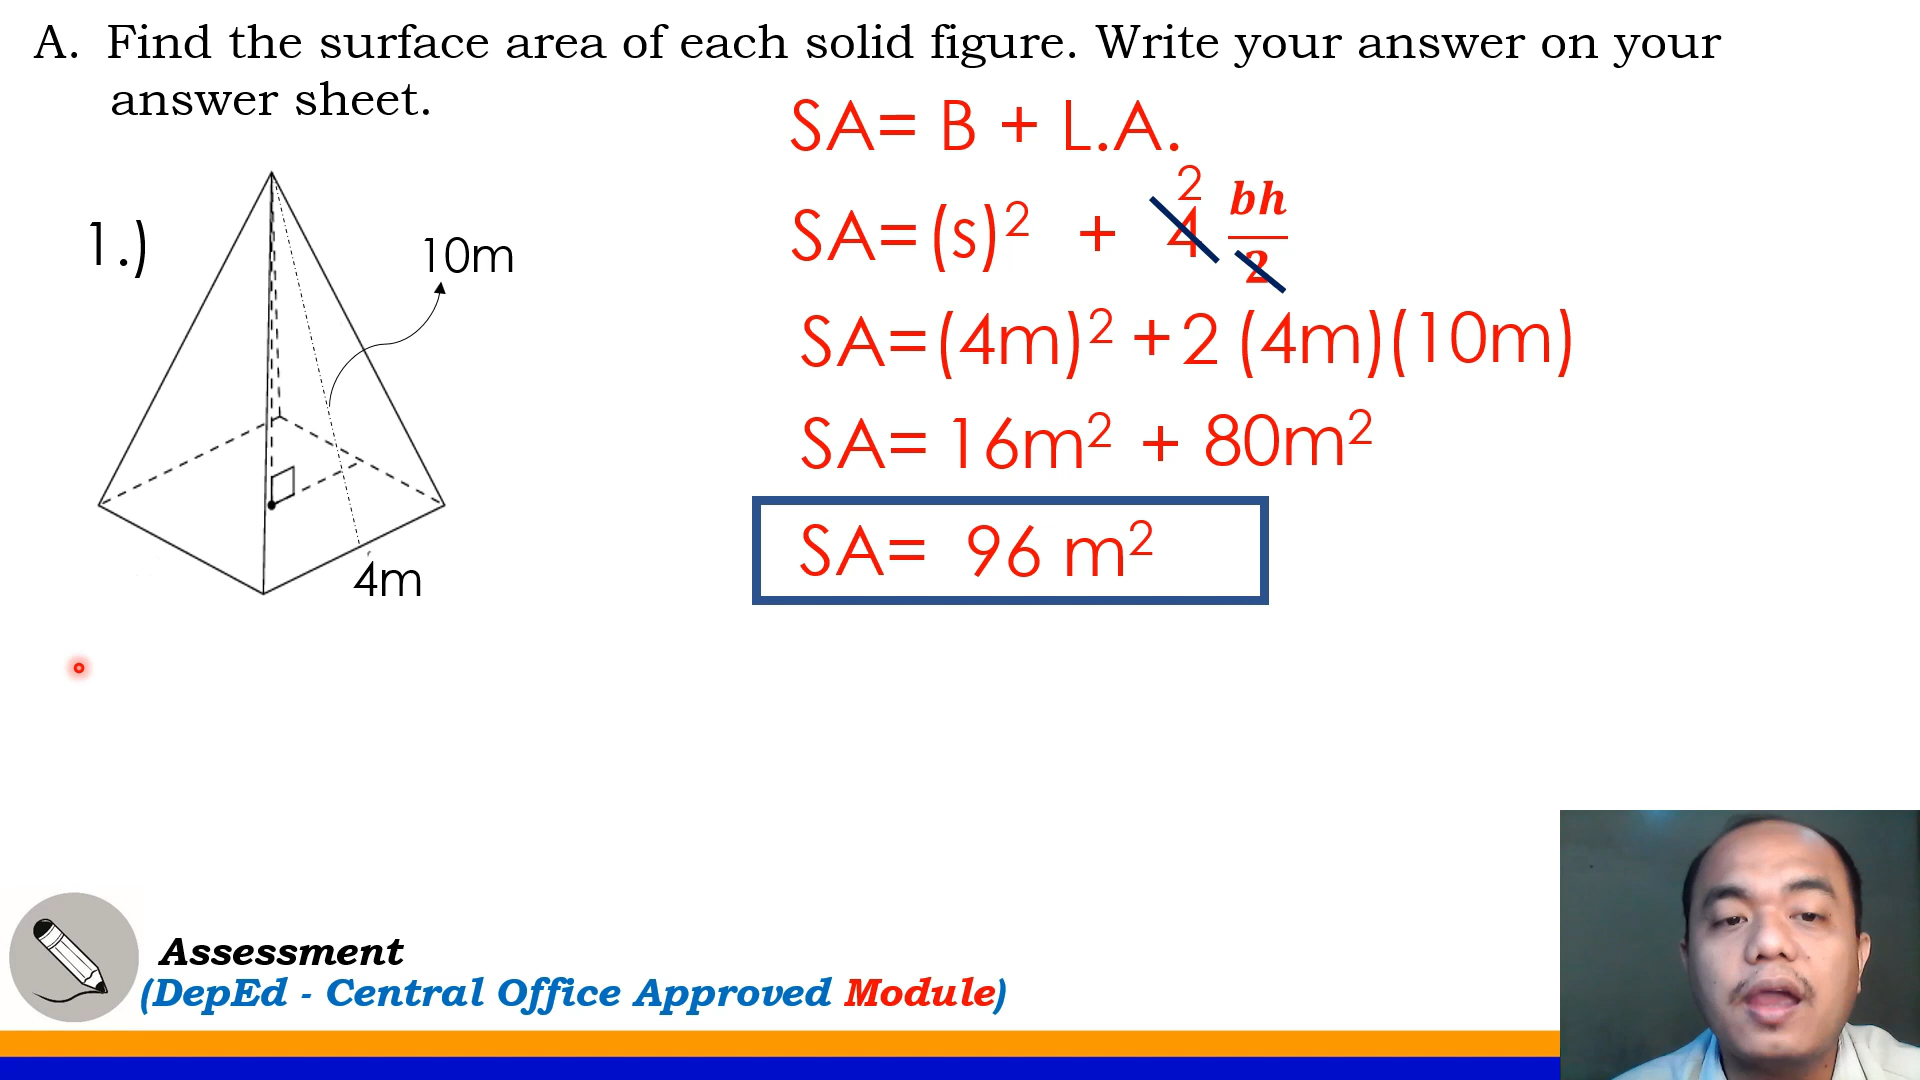 A. Find the surface area of each solid figure. Write your answer on your
answer sheet.
1.)
10m
4m
SA= B + L.A.
SA= (s)² + 4 2 bh/2
SA= (4m)² + 2 (4m)(10m)
SA= 16m² + 80m²
SA= 96 m²
Assessment
(DepEd - Central Office Approved Module)